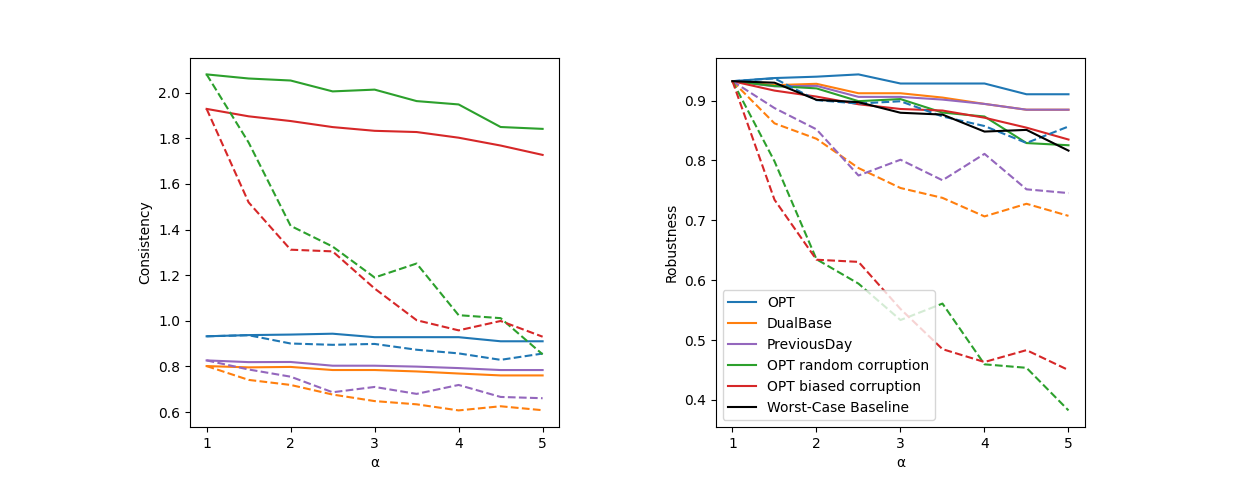 2.0
1.8
1.6
1.4
1.2
1.0
0.8
0.6
Consistency
1 2 3 4 5
α
0.9
0.8
0.7
0.6
0.5
0.4
Robustness
OPT
DualBase
PreviousDay
OPT random corruption
OPT biased corruption
Worst-Case Baseline
1 2 3 4 5
α